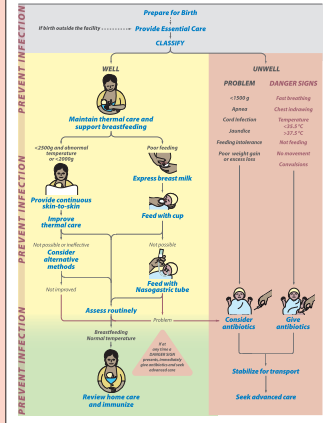 PREVENT INFECTION
PREVENT INFECTION
PREVENT INFECTION
Prepare for Birth
If birth outside the facility
Provide Essential Care
CLASSIFY
WELL
Maintain thermal care and
support breastfeeding
<2500g and abnormal
temperature
or <2000g
Poor feeding
Provide continuous
skin-to-skin
Improve
thermal care
Express breast milk
Feed with cup
Not possible or ineffective
Consider
alternative
methods
Not improved
Not possible
Feed with
Nasogastric tube
Assess routinely
Problem
Breastfeeding
Normal temperature
If at
any time a
DANGER SIGN
presents, immediately
give antibiotics and seek
advanced care
Review home care
and immunize
UNWELL
PROBLEM
<1500 g
Apnea
Cord infection
Jaundice
Feeding intolerance
Poor weight gain
or excess loss
DANGER SIGNS
Fast breathing
Chest indrawing
Temperature
<35.5°C
>37.5°C
Not feeding
No movement
Convulsions
Consider
antibiotics
Give
antibiotics
Stabilize for transport
Seek advanced care